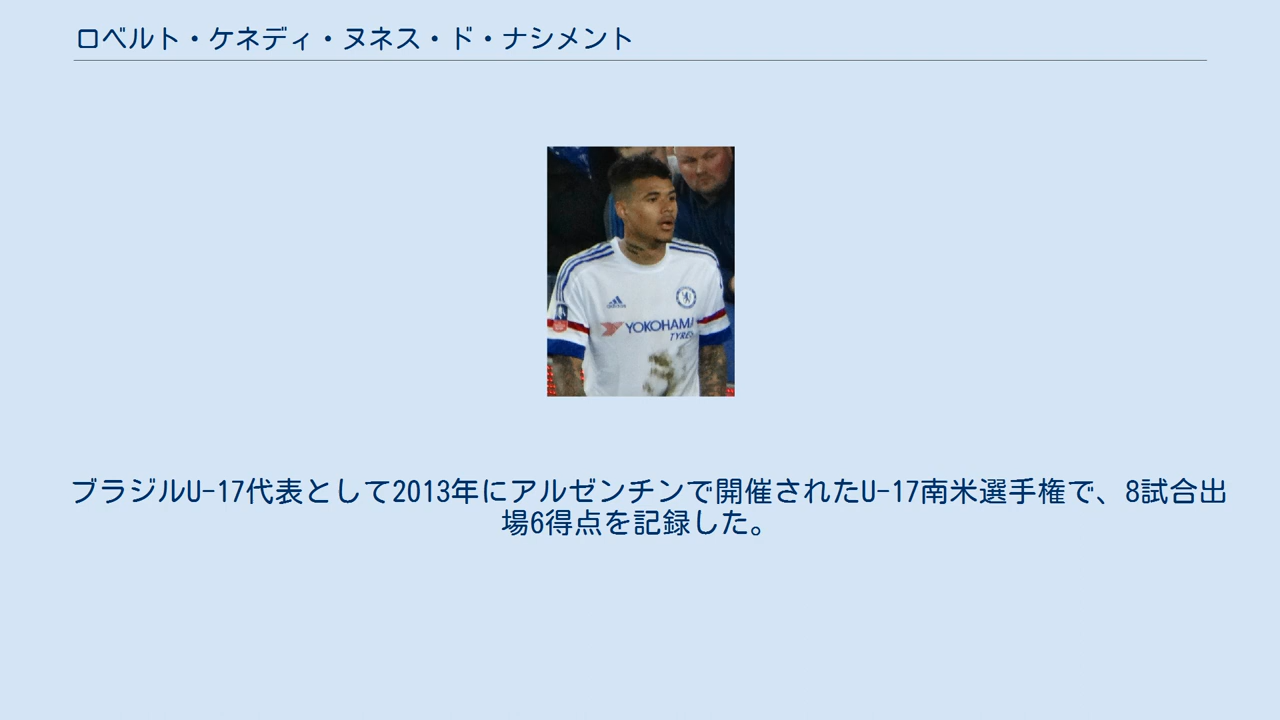 ロベルト・ケネディ・ヌネス・ド・ナシメント
YOKOHAMA
TYRES
ブラジルU-17代表として2013年にアルゼンチンで開催されたU-17南米選手権で、8試合出
場6得点を記録した。